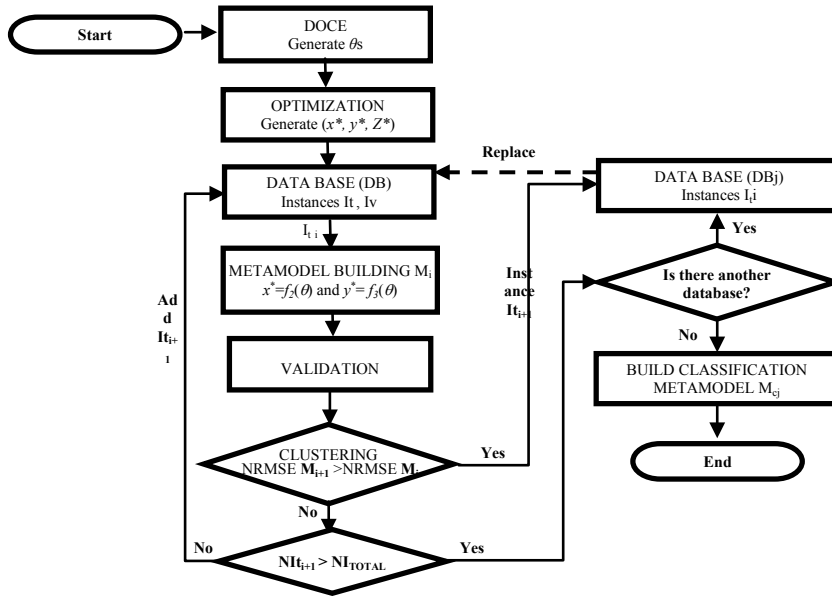 Start
DOCE
Generate θs
OPTIMIZATION
Generate (x*, y*, Z*)
Replace
DATA BASE (DB)
Instances It , Iv
DATA BASE (DBj)
Instances Iₜi
Iₜ ᵢ
Yes
METAMODEL BUILDING Mᵢ
x*=f₂(θ) and y*= f₃(θ)
Is there another
database?
Ad
d
Itᵢ₊
₁
Inst
ance
Itᵢ₊₁
No
VALIDATION
BUILD CLASSIFICATION
METAMODEL M_cj
CLUSTERING
NRMSE Mᵢ₊₁ >NRMSE Mᵢ
Yes
End
No
No
NItᵢ₊₁ > NI_TOTAL
Yes